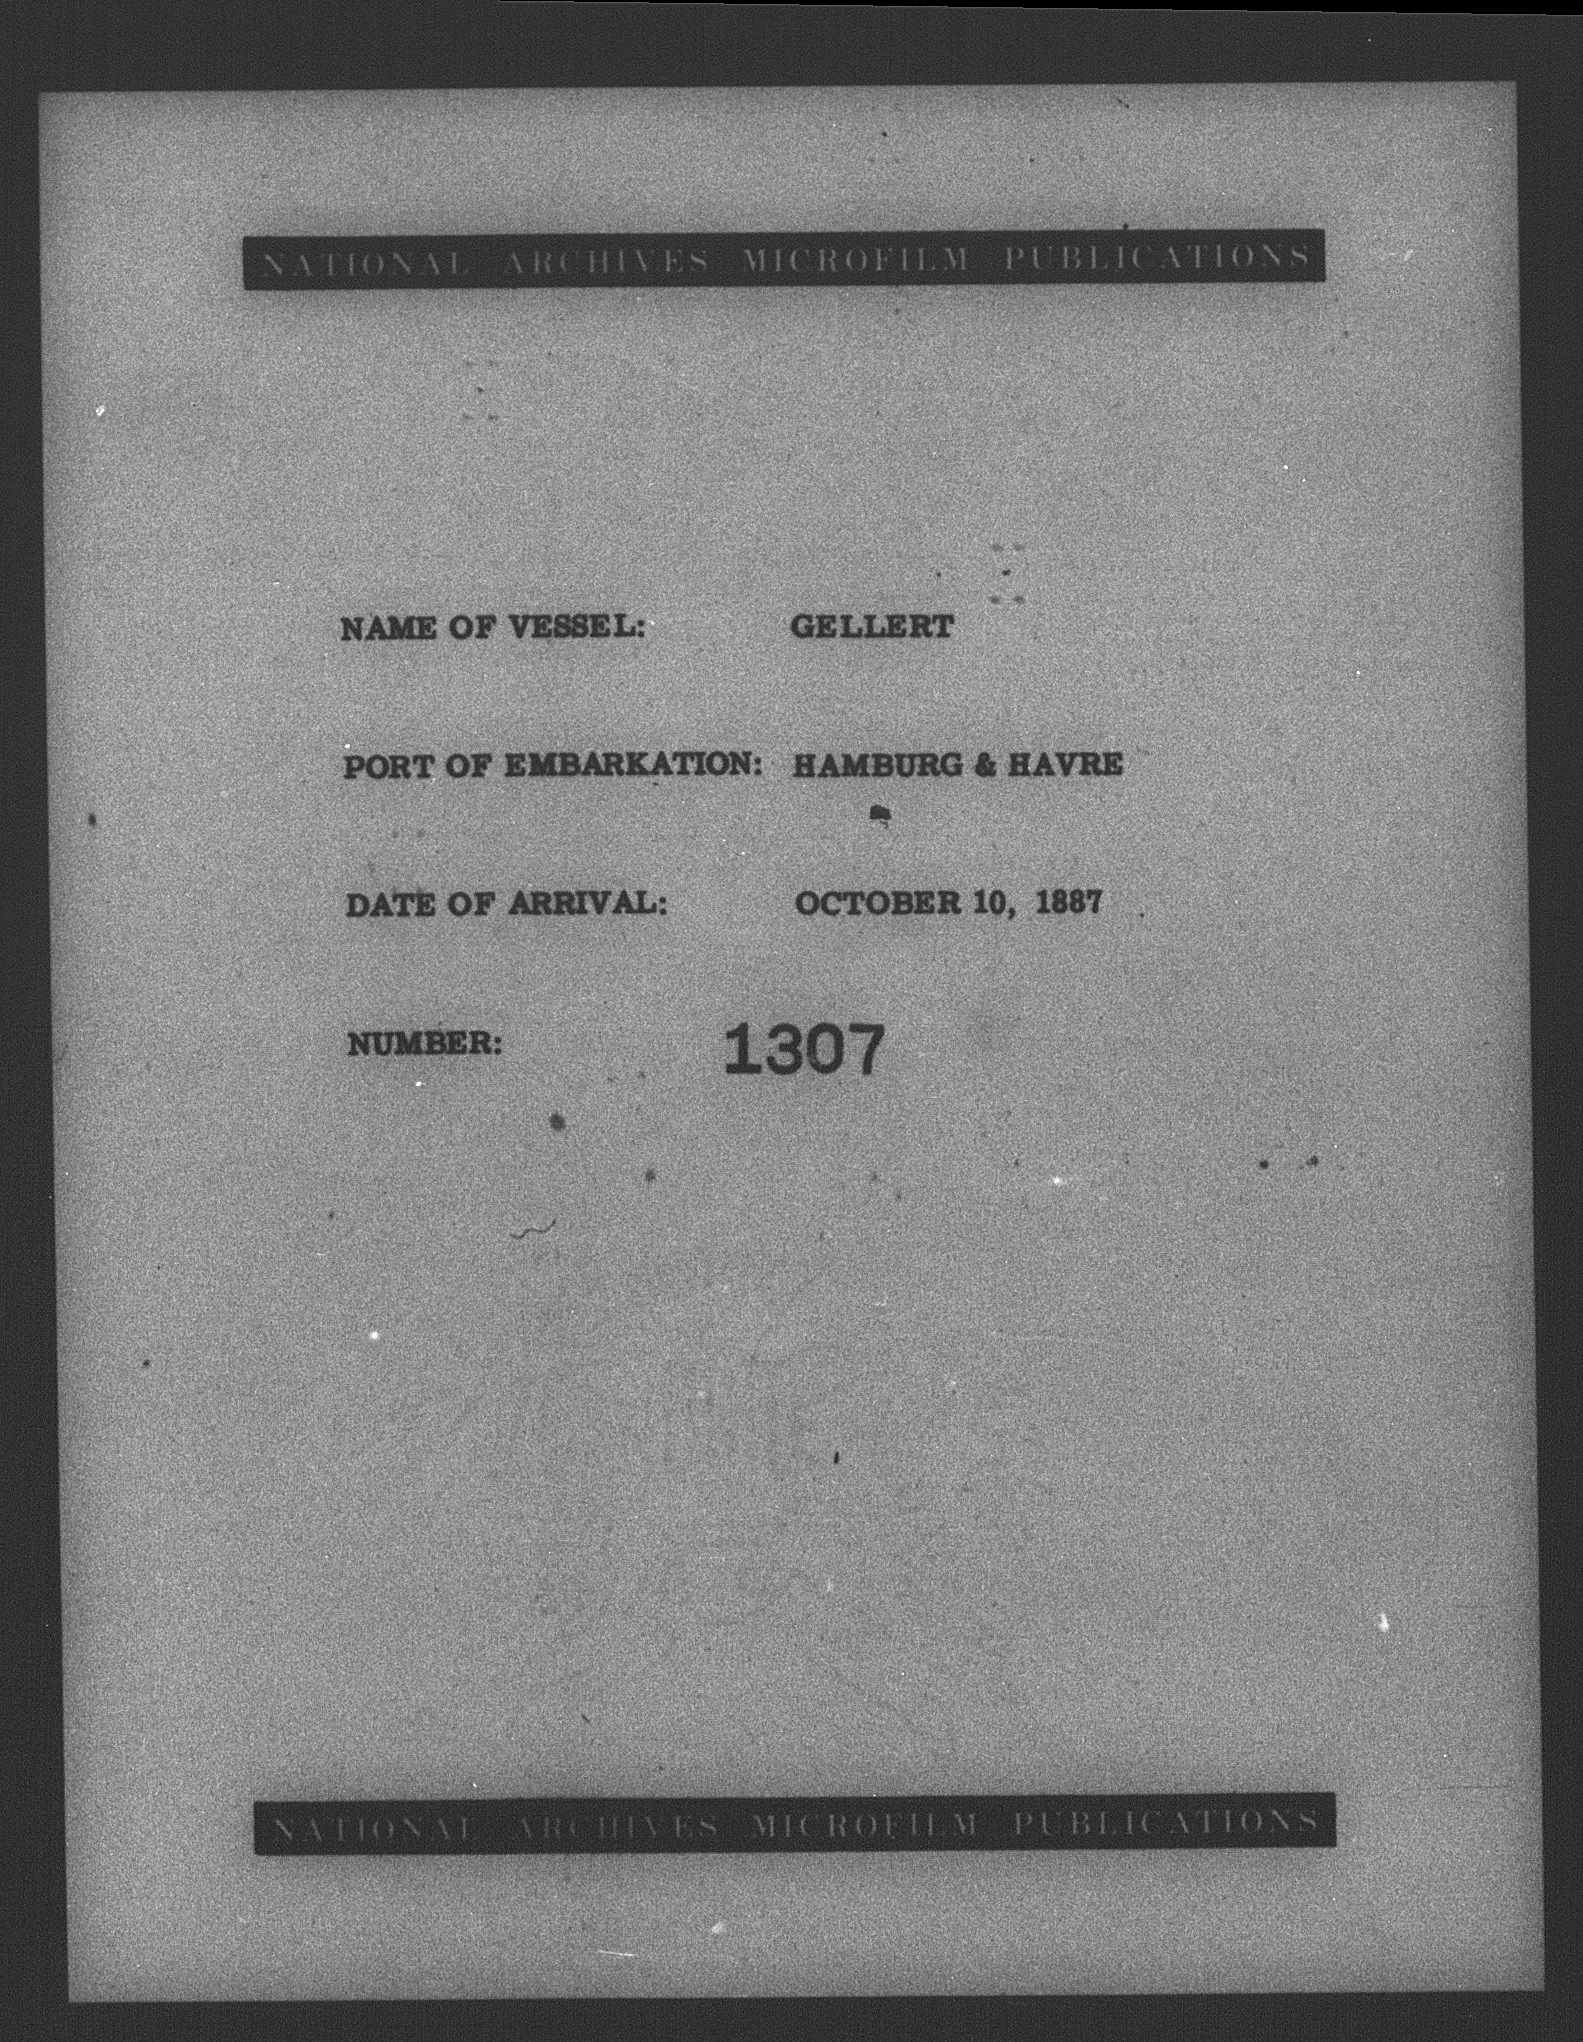 NATIONAL ARCHIVES MICROFILM PUBLICATIONS
NAME OF VESSEL: GELLERT
PORT OF EMBARKATION: HAMBURG & HAVRE
DATE OF ARRIVAL: OCTOBER 10, 1887
NUMBER: 1307
NATIONAL ARCHIVES MICROFILM PUBLICATIONS